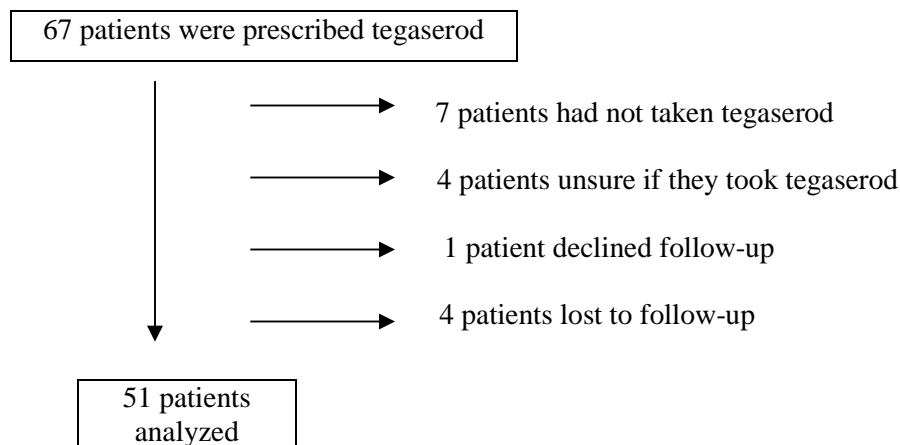 67 patients were prescribed tegaserod
7 patients had not taken tegaserod
4 patients unsure if they took tegaserod
1 patient declined follow-up
4 patients lost to follow-up
51 patients
analyzed